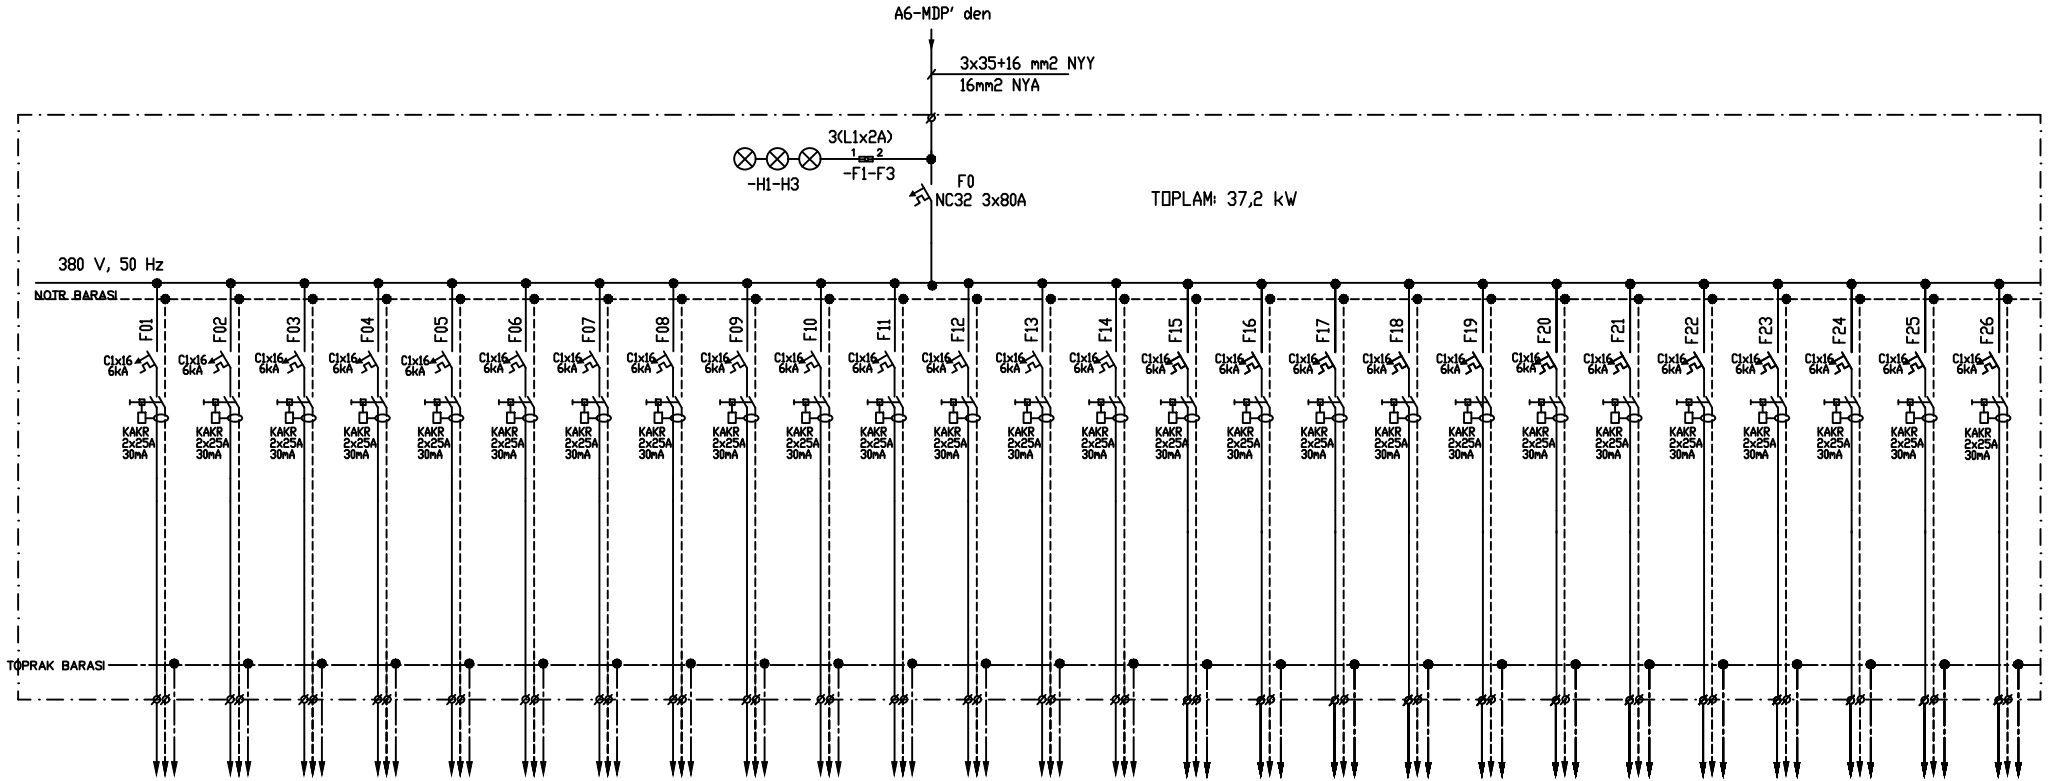 A6-MDP' den
3x35+16 mm2 NYY
16mm2 NYA
3(L1x2A)
1 2
-F1-F3
-H1-H3
F0
NC32 3x80A
TOPLAM: 37,2 kW
380 V, 50 Hz
NOTR BARASI
F01 F02 F03 F04 F05 F06 F07 F08 F09 F10 F11 F12 F13 F14 F15 F16 F17 F18 F19 F20 F21 F22 F23 F24 F25 F26
C1x16 C1x16 C1x16 C1x16 C1x16 C1x16 C1x16 C1x16 C1x16 C1x16 C1x16 C1x16 C1x16 C1x16 C1x16 C1x16 C1x16 C1x16 C1x16 C1x16 C1x16 C1x16 C1x16 C1x16 C1x16 C1x16
6kA 6kA 6kA 6kA 6kA 6kA 6kA 6kA 6kA 6kA 6kA 6kA 6kA 6kA 6kA 6kA 6kA 6kA 6kA 6kA 6kA 6kA 6kA 6kA 6kA 6kA
KAKR KAKR KAKR KAKR KAKR KAKR KAKR KAKR KAKR KAKR KAKR KAKR KAKR KAKR KAKR KAKR KAKR KAKR KAKR KAKR KAKR KAKR KAKR KAKR KAKR KAKR
2x25A 2x25A 2x25A 2x25A 2x25A 2x25A 2x25A 2x25A 2x25A 2x25A 2x25A 2x25A 2x25A 2x25A 2x25A 2x25A 2x25A 2x25A 2x25A 2x25A 2x25A 2x25A 2x25A 2x25A 2x25A 2x25A
30mA 30mA 30mA 30mA 30mA 30mA 30mA 30mA 30mA 30mA 30mA 30mA 30mA 30mA 30mA 30mA 30mA 30mA 30mA 30mA 30mA 30mA 30mA 30mA 30mA 30mA
TOPRAK BARASI